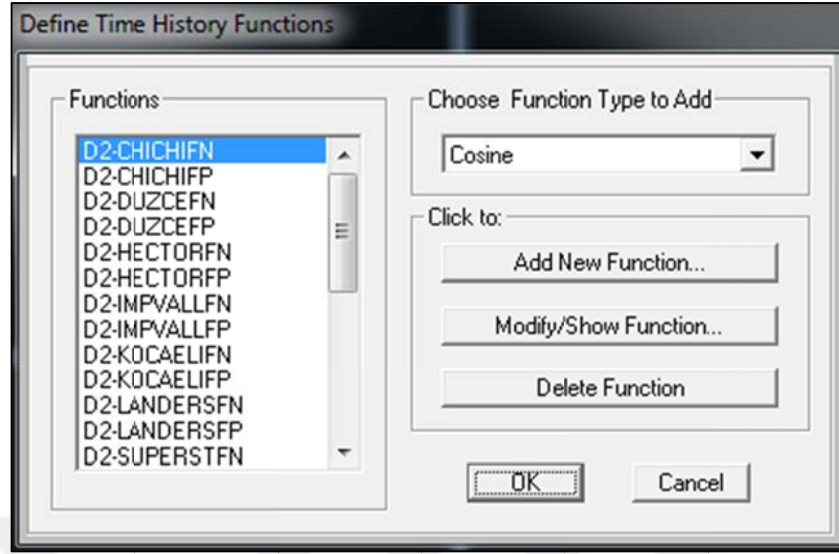 Define Time History Functions
Functions
D2-CHICHIFN
D2-CHICHIFP
D2-DUZCEFN
D2-DUZCEFP
D2-HECTORFN
D2-HECTORFP
D2-IMPVALLFN
D2-IMPVALLFP
D2-KOCAELIFN
D2-KOCAELIFP
D2-LANDERSFN
D2-LANDERSFP
D2-SUPERSTFN
Choose Function Type to Add
Cosine
Click to:
Add New Function...
Modify/Show Function...
Delete Function
OK
Cancel